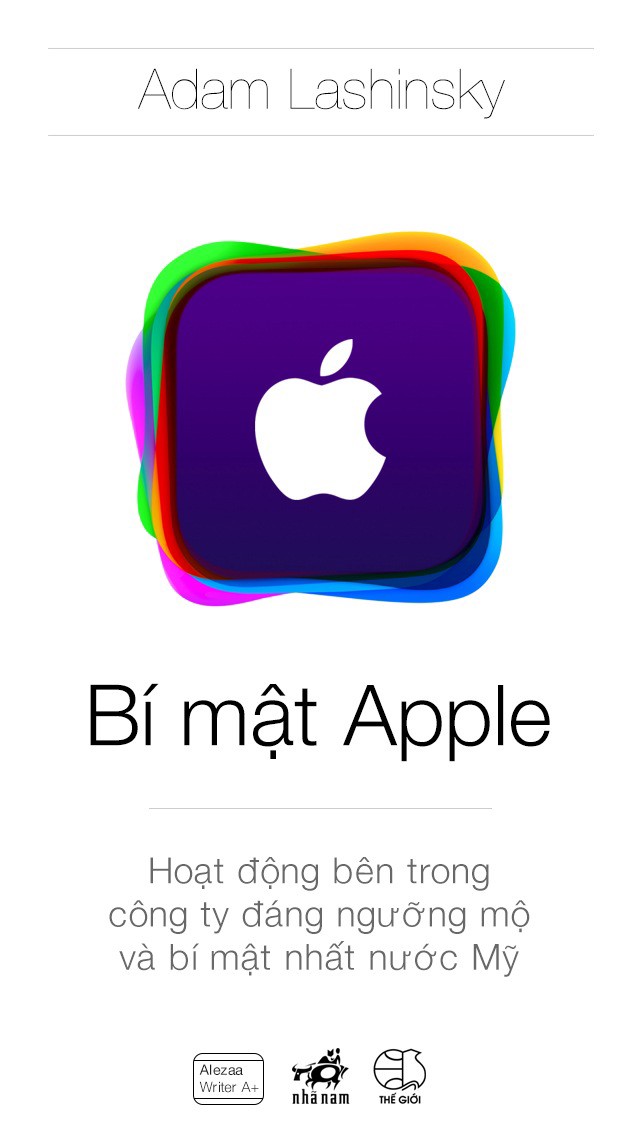 Adam Lashinsky
Bí mật Apple
Hoạt động bên trong
công ty đáng ngưỡng mộ
và bí mật nhất nước Mỹ
Alezaa
Writer A+
nhã nam
THẾ GIỚI